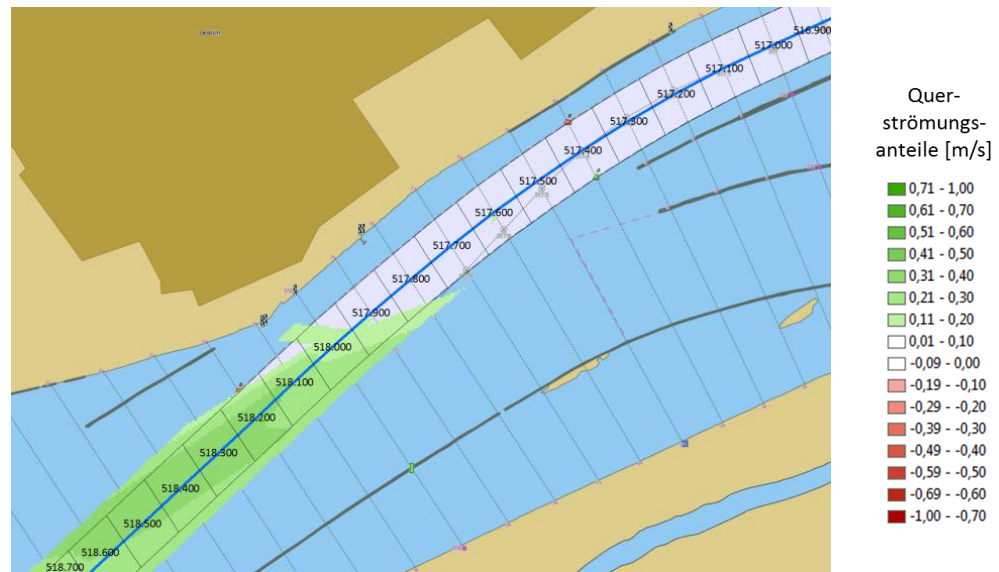 Oestrich
516.900
517.000
517.100
517.200
517.300
517.400
517.500
517.600
517.700
517.800
517.900
518.000
518.100
518.200
518.300
518.400
518.500
518.600
518.700
Quer-
strömungs-
anteile [m/s]
0,71 - 1,00
0,61 - 0,70
0,51 - 0,60
0,41 - 0,50
0,31 - 0,40
0,21 - 0,30
0,11 - 0,20
0,01 - 0,10
-0,09 - 0,00
-0,19 - -0,10
-0,29 - -0,20
-0,39 - -0,30
-0,49 - -0,40
-0,59 - -0,50
-0,69 - -0,60
-1,00 - -0,70